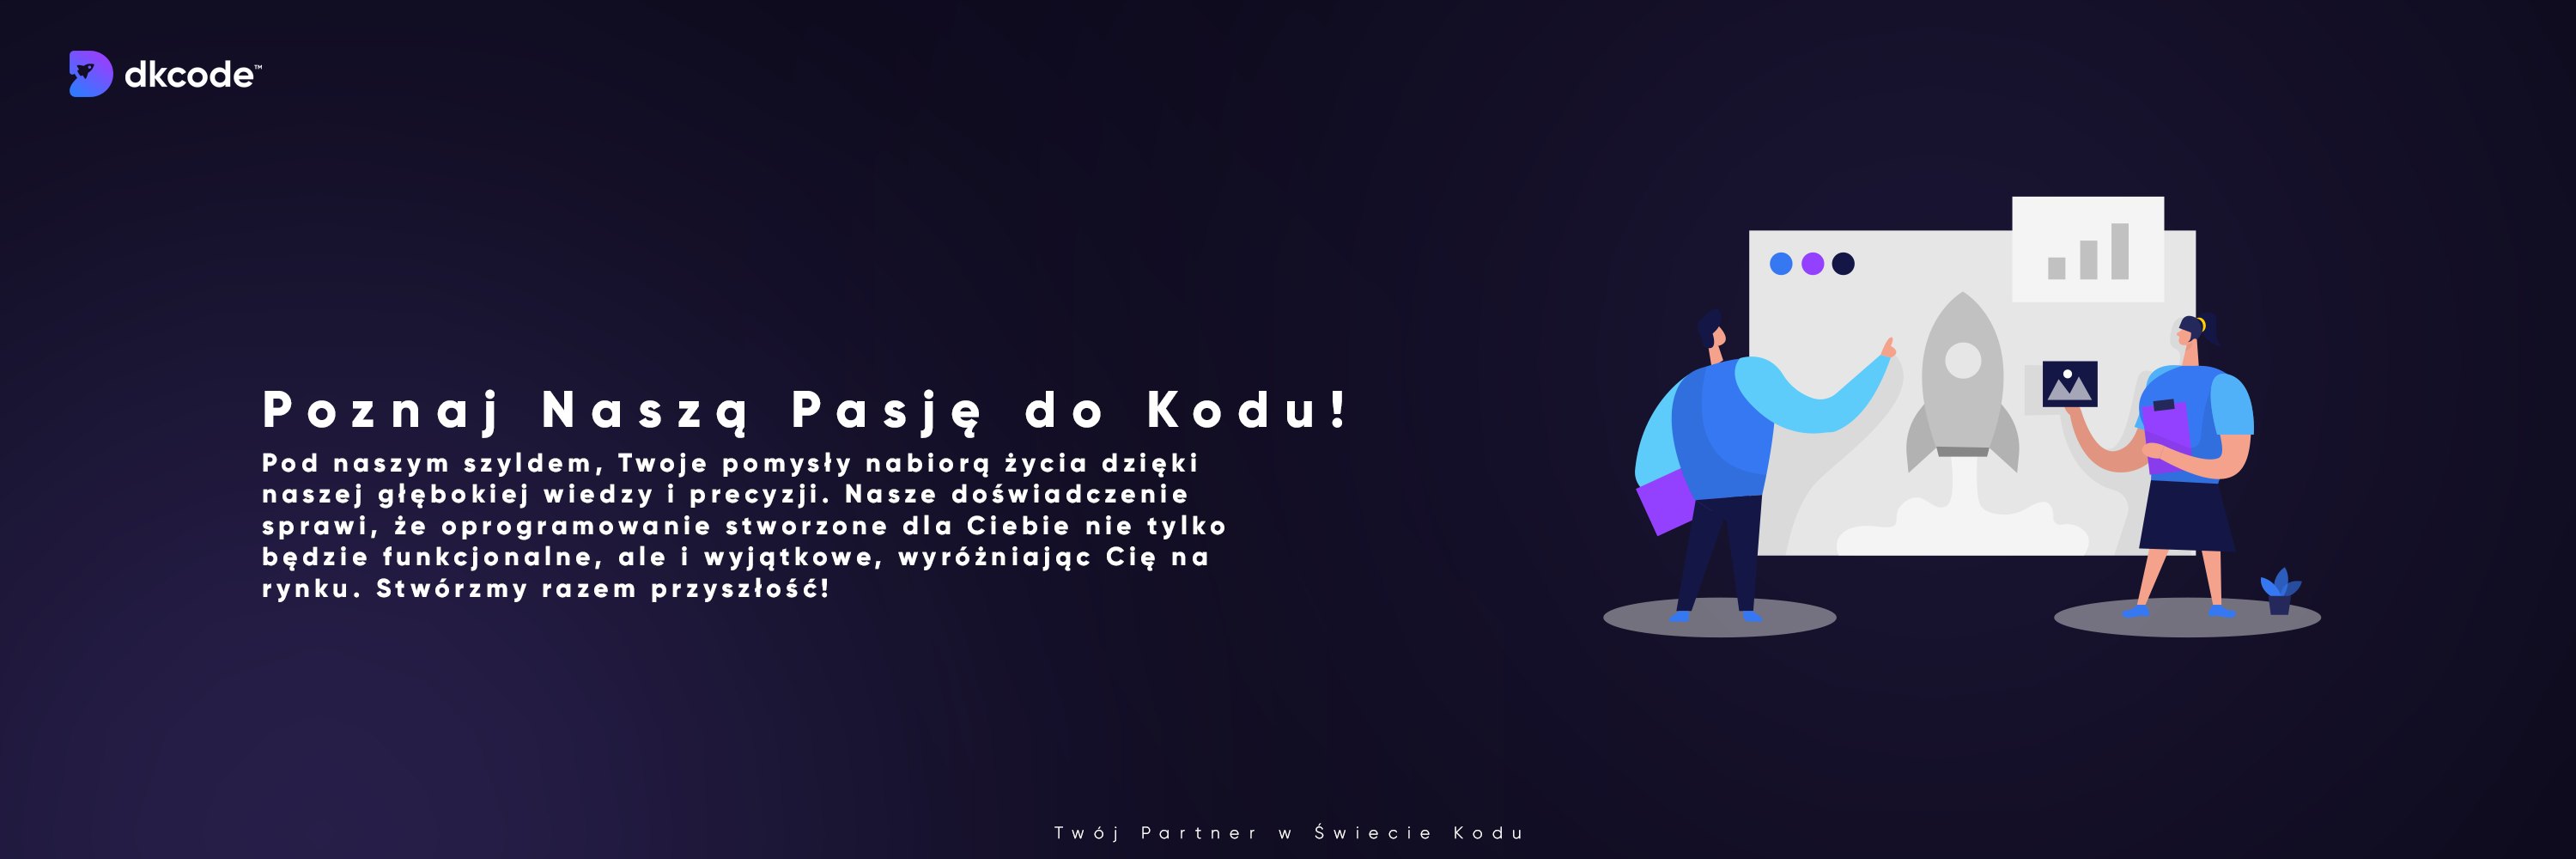 dkcode™
Poznaj Naszą Pasję do Kodu!
Pod naszym szyldem, Twoje pomysły nabiorą życia dzięki
naszej głębokiej wiedzy i precyzji. Nasze doświadczenie
sprawi, że oprogramowanie stworzone dla Ciebie nie tylko
będzie funkcjonalne, ale i wyjątkowe, wyróżniając Cię na
rynku. Stwórzmy razem przyszłość!
Twój Partner w Świecie Kodu